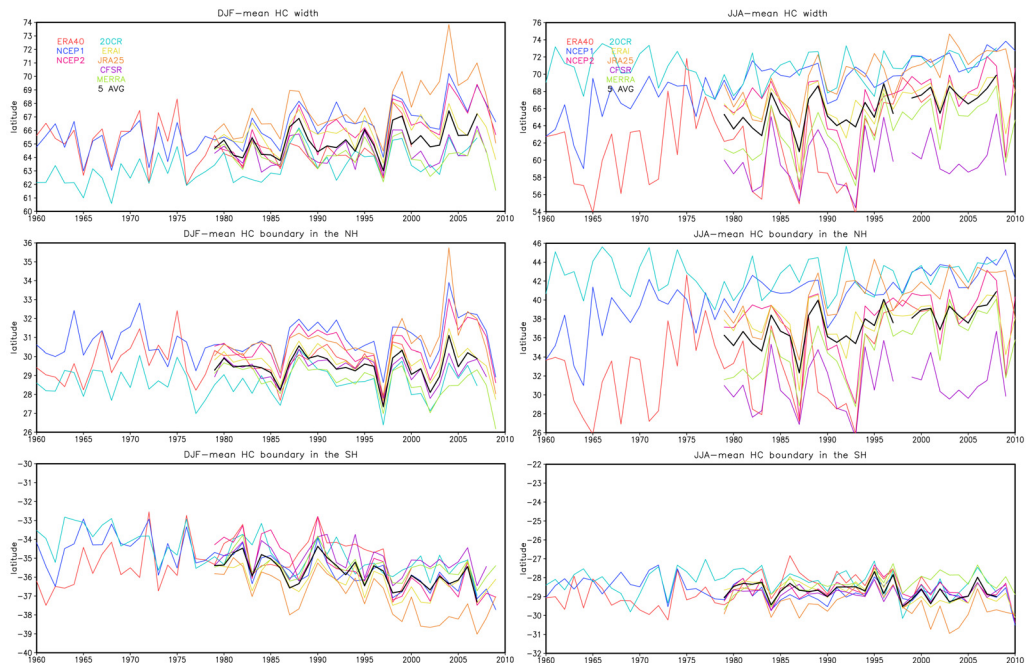 DJF-mean HC width
74
73
72
71
70
69
68
67
66
65
64
63
62
61
60
latitude
ERA40 20CR
NCEP1 ERAI
NCEP2 JRA25
CFSR
MERRA
5 AVG
1960 1965 1970 1975 1980 1985 1990 1995 2000 2005 2010
JJA-mean HC width
76
74
72
70
68
66
64
62
60
58
56
54
latitude
ERA40 20CR
NCEP1 ERAI
NCEP2 JRA25
CFSR
MERRA
5 AVG
1960 1965 1970 1975 1980 1985 1990 1995 2000 2005 2010
DJF-mean HC boundary in the NH
36
35
34
33
32
31
30
29
28
27
26
latitude
1960 1965 1970 1975 1980 1985 1990 1995 2000 2005 2010
JJA-mean HC boundary in the NH
46
44
42
40
38
36
34
32
30
28
26
latitude
1960 1965 1970 1975 1980 1985 1990 1995 2000 2005 2010
DJF-mean HC boundary in the SH
-30
-31
-32
-33
-34
-35
-36
-37
-38
-39
-40
latitude
1960 1965 1970 1975 1980 1985 1990 1995 2000 2005 2010
JJA-mean HC boundary in the SH
-22
-23
-24
-25
-26
-27
-28
-29
-30
-31
-32
latitude
1960 1965 1970 1975 1980 1985 1990 1995 2000 2005 2010